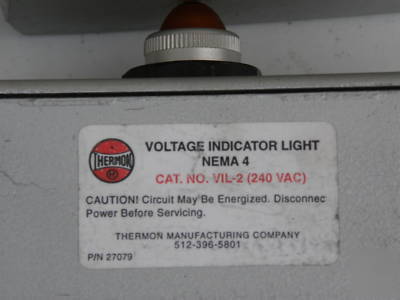 THERMON
VOLTAGE INDICATOR LIGHT
NEMA 4
CAT. NO. VIL-2 (240 VAC)
CAUTION! Circuit May Be Energized. Disconnec
Power Before Servicing.
THERMON MANUFACTURING COMPANY
512-396-5801
P/N 27079